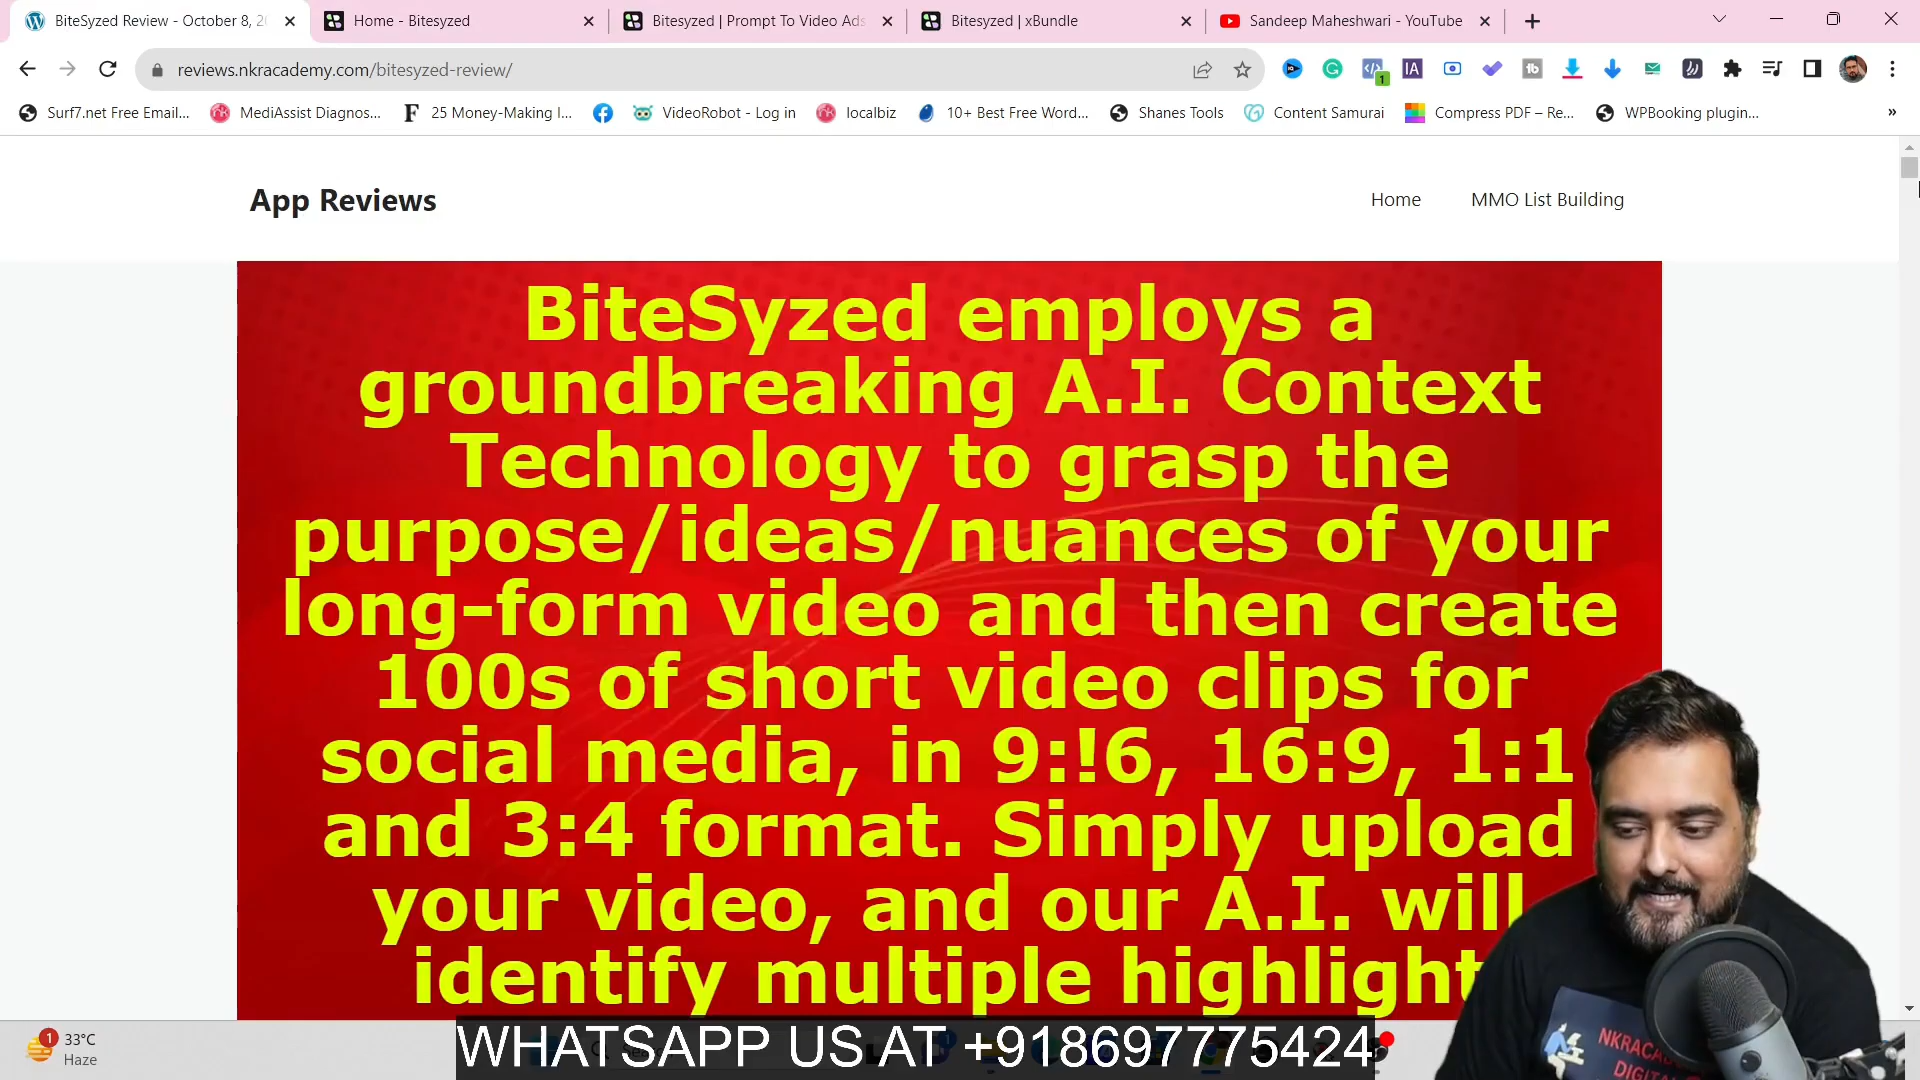 BiteSyzed Review - October 8, 20
Home - Bitesyzed
Bitesyzed | Prompt To Video Ads
Bitesyzed | xBundle
Sandeep Maheshwari - YouTube
reviews.nkracademy.com/bitesyzed-review/
Surf7.net Free Email...
MediAssist Diagnos...
25 Money-Making I...
VideoRobot - Log in
localbiz
10+ Best Free Word...
Shanes Tools
Content Samurai
Compress PDF – Re...
WPBooking plugin...
App Reviews
Home
MMO List Building
BiteSyzed employs a
groundbreaking A.I. Context
Technology to grasp the
purpose/ideas/nuances of your
long-form video and then create
100s of short video clips for
social media, in 9:!6, 16:9, 1:1
and 3:4 format. Simply upload
your video, and our A.I. will
identify multiple highlight
1
33°C
Haze
WHATSAPP US AT +918697775424
NKRACA
DIGITA